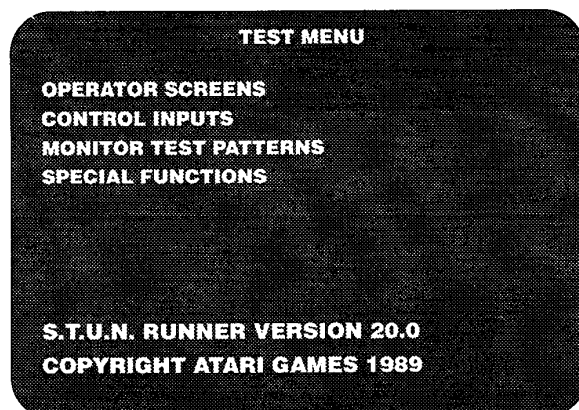 TEST MENU
OPERATOR SCREENS
CONTROL INPUTS
MONITOR TEST PATTERNS
SPECIAL FUNCTIONS
S.T.U.N. RUNNER VERSION 20.0
COPYRIGHT ATARI GAMES 1989